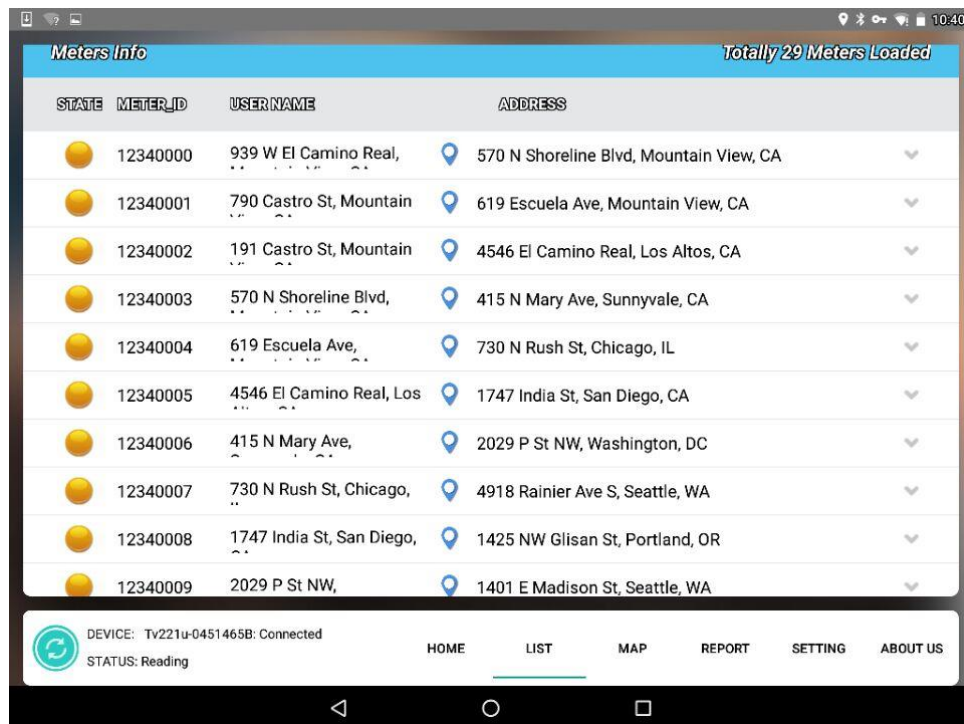 10:40
Meters Info Totally 29 Meters Loaded
STATE METER_ID USER NAME ADDRESS
12340000 939 W El Camino Real, 570 N Shoreline Blvd, Mountain View, CA
12340001 790 Castro St, Mountain 619 Escuela Ave, Mountain View, CA
12340002 191 Castro St, Mountain 4546 El Camino Real, Los Altos, CA
12340003 570 N Shoreline Blvd, 415 N Mary Ave, Sunnyvale, CA
12340004 619 Escuela Ave, 730 N Rush St, Chicago, IL
12340005 4546 El Camino Real, Los 1747 India St, San Diego, CA
12340006 415 N Mary Ave, 2029 P St NW, Washington, DC
12340007 730 N Rush St, Chicago, 4918 Rainier Ave S, Seattle, WA
12340008 1747 India St, San Diego, 1425 NW Glisan St, Portland, OR
12340009 2029 P St NW, 1401 E Madison St, Seattle, WA
DEVICE: Tv221u-0451465B: Connected
STATUS: Reading
HOME LIST MAP REPORT SETTING ABOUT US